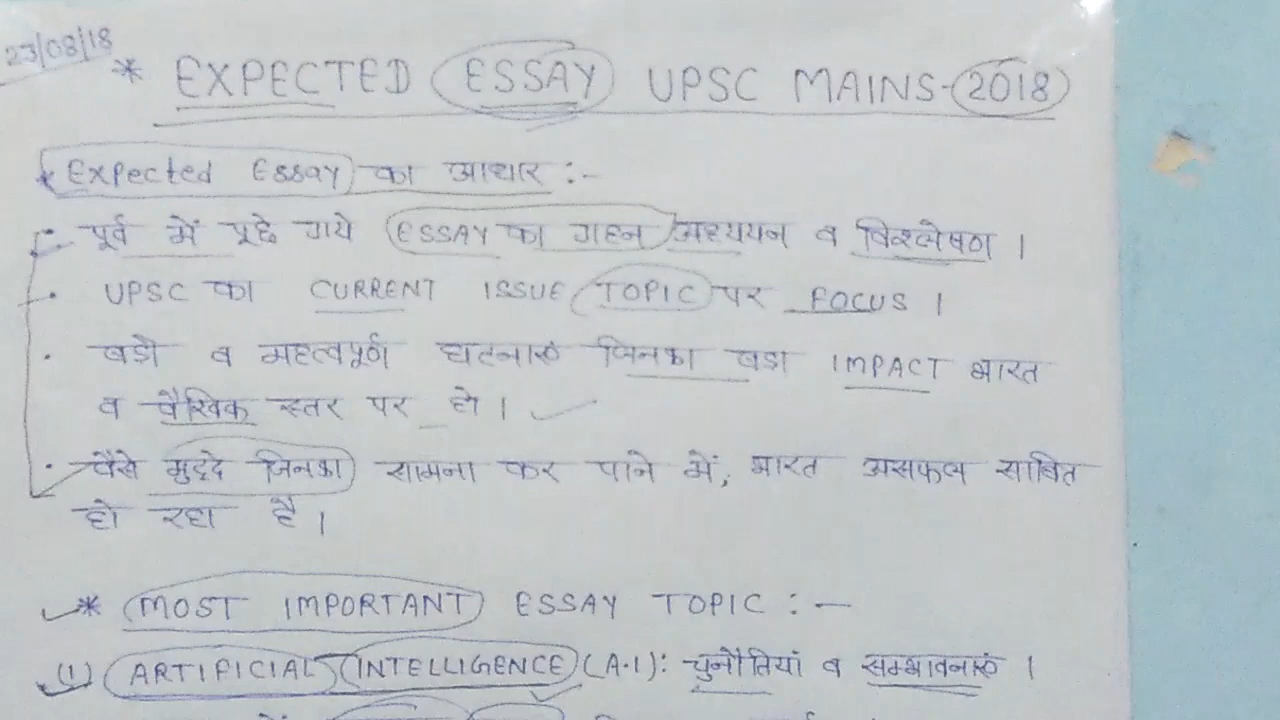 23/08/18
* EXPECTED ESSAY UPSC MAINS-2018
* Expected Essay का आधार :-
· पूर्व में पूछे गये ESSAY का गहन अध्ययन व विश्लेषण ।
· UPSC का CURRENT ISSUE TOPIC पर FOCUS ।
· बड़ी व महत्वपूर्ण घटनाएं जिनका बड़ा IMPACT भारत
व वैश्विक स्तर पर हो ।
· वैसे मुद्दे जिनका सामना कर पाने में, भारत असफल साबित
हो रहा है ।
* MOST IMPORTANT ESSAY TOPIC :-
(1) ARTIFICIAL INTELLIGENCE (A.I): चुनौतियां व सम्भावनाएं ।